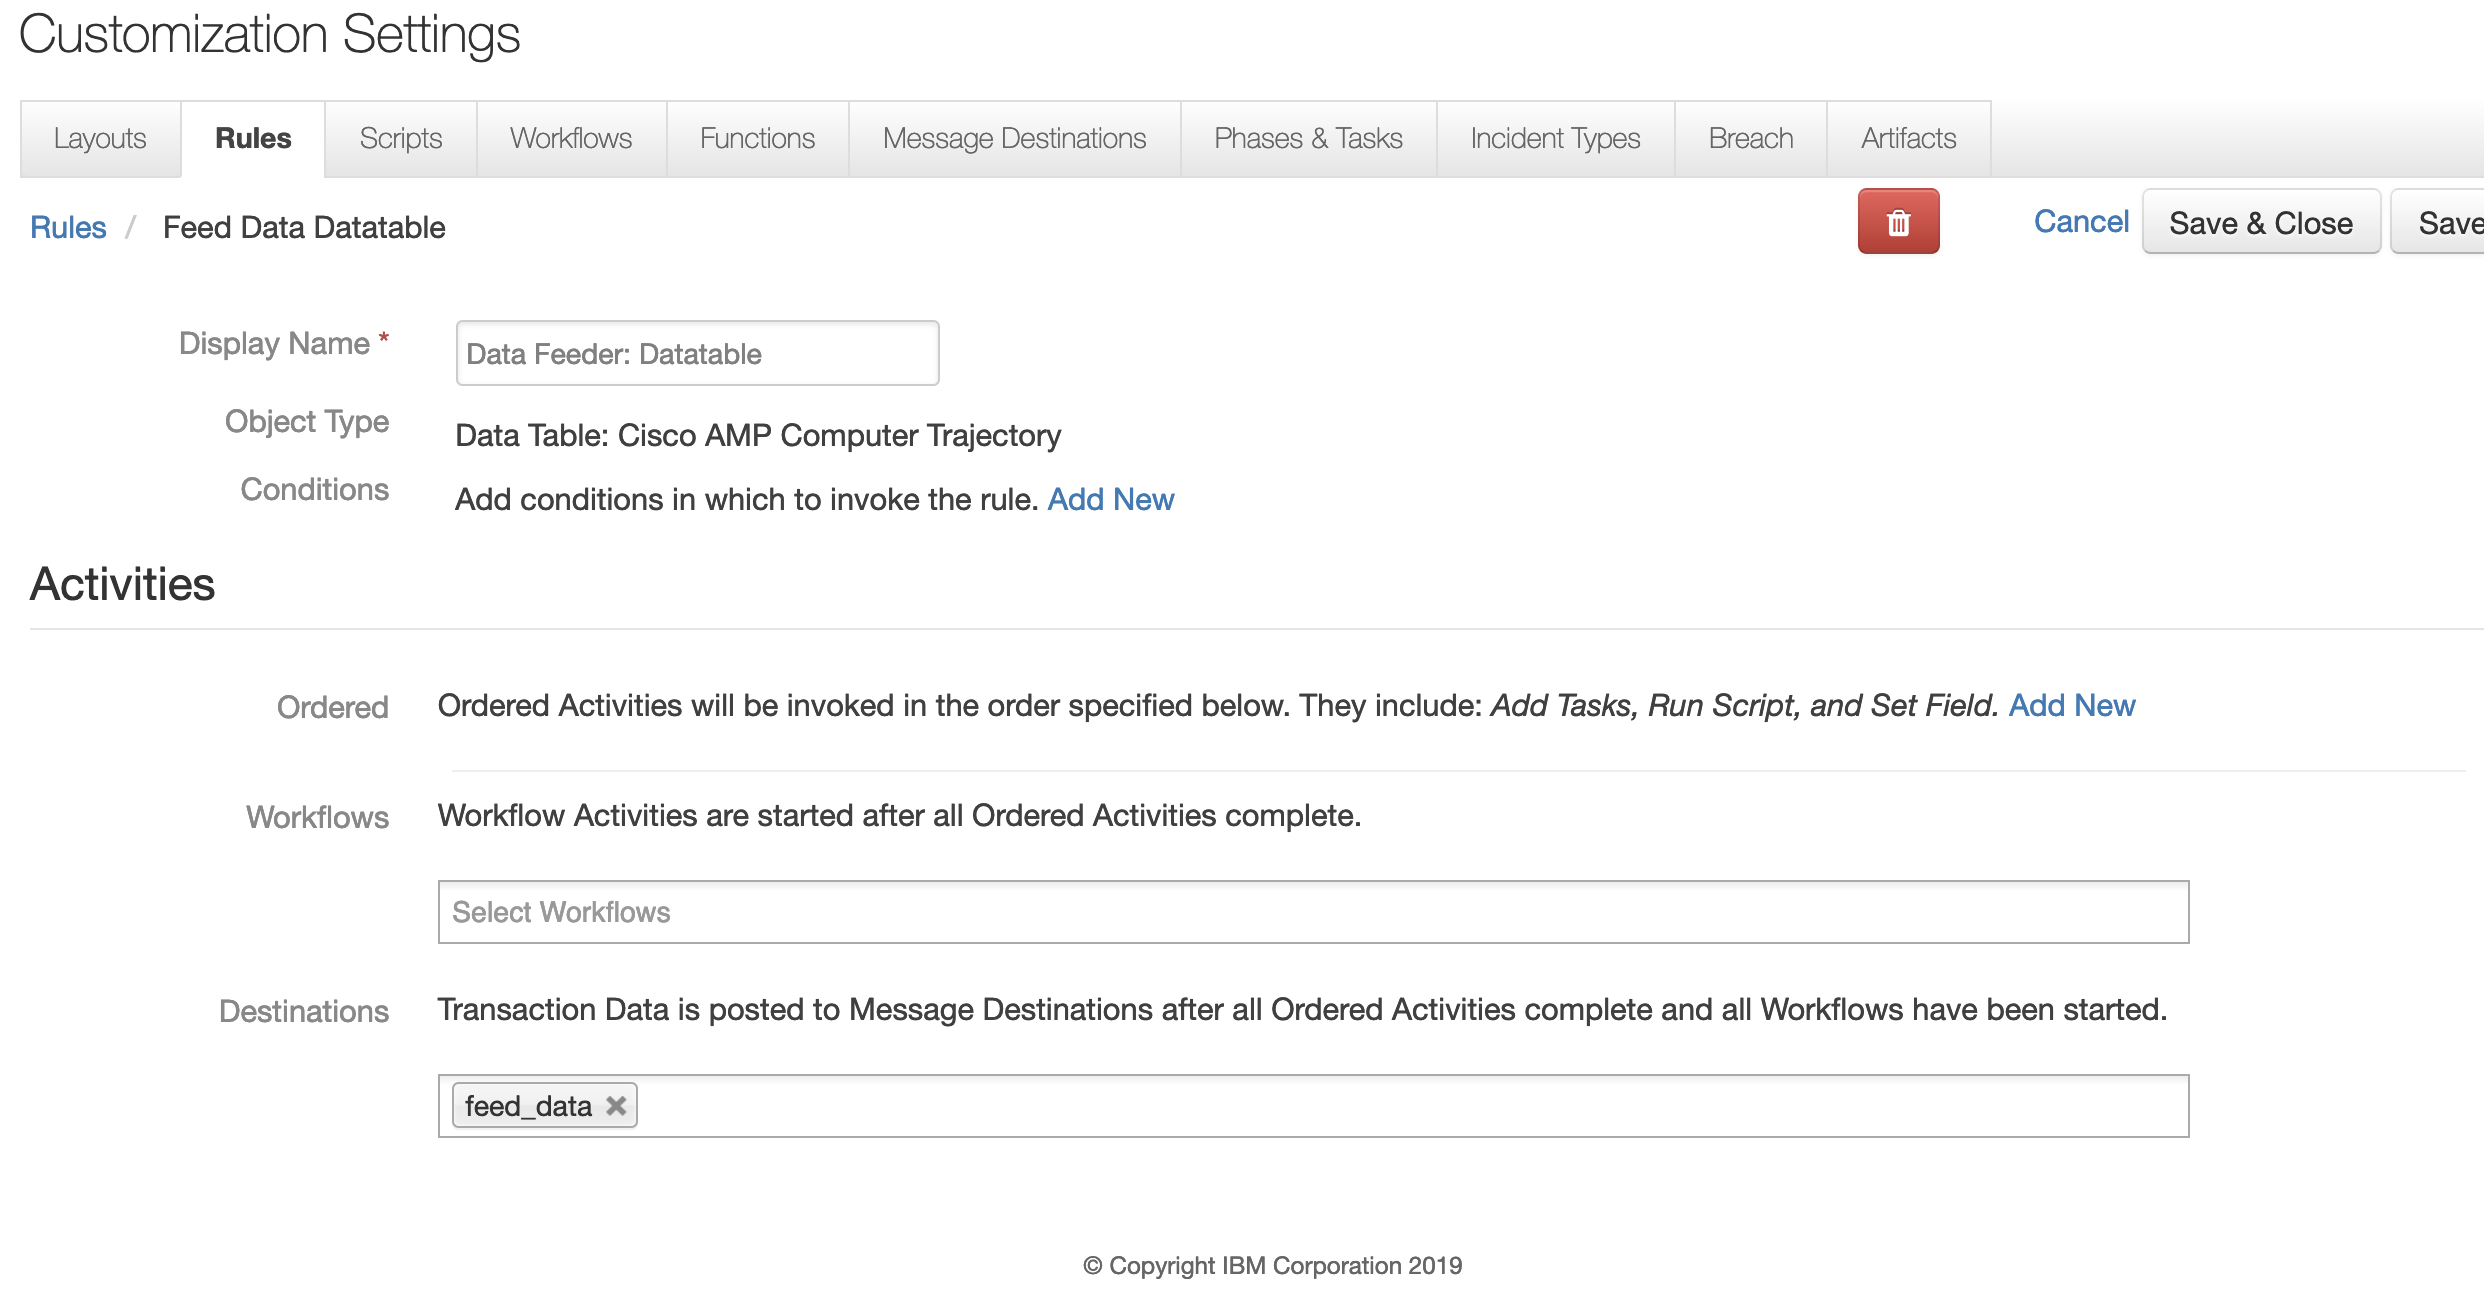 Customization Settings
Layouts Rules Scripts Workflows Functions Message Destinations Phases & Tasks Incident Types Breach Artifacts
Rules / Feed Data Datatable Cancel Save & Close Save
Display Name * Data Feeder: Datatable
Object Type Data Table: Cisco AMP Computer Trajectory
Conditions Add conditions in which to invoke the rule. Add New
Activities
Ordered Ordered Activities will be invoked in the order specified below. They include: Add Tasks, Run Script, and Set Field. Add New
Workflows Workflow Activities are started after all Ordered Activities complete.
Select Workflows
Destinations Transaction Data is posted to Message Destinations after all Ordered Activities complete and all Workflows have been started.
feed_data
© Copyright IBM Corporation 2019